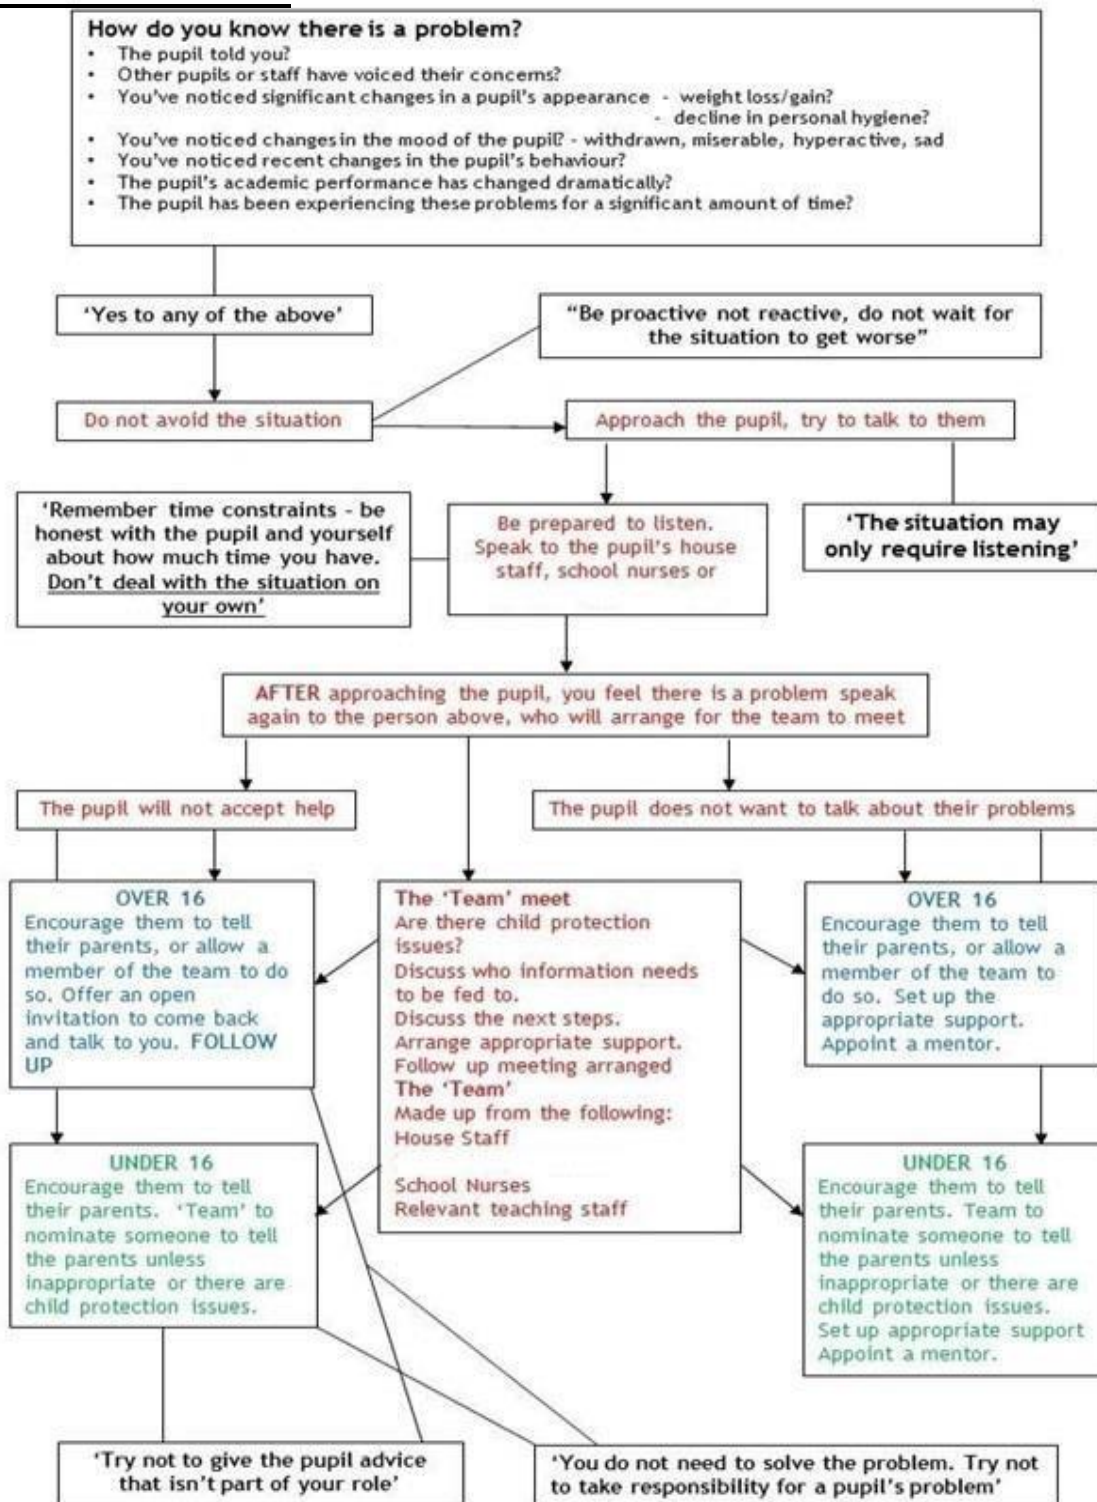 How do you know there is a problem?
• The pupil told you?
• Other pupils or staff have voiced their concerns?
• You've noticed significant changes in a pupil's appearance - weight loss/gain?
- decline in personal hygiene?
• You've noticed changes in the mood of the pupil? - withdrawn, miserable, hyperactive, sad
• You've noticed recent changes in the pupil's behaviour?
• The pupil's academic performance has changed dramatically?
• The pupil has been experiencing these problems for a significant amount of time?
'Yes to any of the above'
"Be proactive not reactive, do not wait for
the situation to get worse"
Do not avoid the situation
Approach the pupil, try to talk to them
'Remember time constraints - be
honest with the pupil and yourself
about how much time you have.
Don't deal with the situation on
your own'
Be prepared to listen.
Speak to the pupil's house
staff, school nurses or
'The situation may
only require listening'
AFTER approaching the pupil, you feel there is a problem speak
again to the person above, who will arrange for the team to meet
The pupil will not accept help
The pupil does not want to talk about their problems
OVER 16
Encourage them to tell
their parents, or allow a
member of the team to do
so. Offer an open
invitation to come back
and talk to you. FOLLOW
UP
The 'Team' meet
Are there child protection
issues?
Discuss who information needs
to be fed to.
Discuss the next steps.
Arrange appropriate support.
Follow up meeting arranged
The 'Team'
Made up from the following:
House Staff
School Nurses
Relevant teaching staff
OVER 16
Encourage them to tell
their parents, or allow a
member of the team to
do so. Set up the
appropriate support.
Appoint a mentor.
UNDER 16
Encourage them to tell
their parents. 'Team' to
nominate someone to tell
the parents unless
inappropriate or there are
child protection issues.
UNDER 16
Encourage them to tell
their parents. Team to
nominate someone to tell
the parents unless
inappropriate or there are
child protection issues.
Set up appropriate support
Appoint a mentor.
'Try not to give the pupil advice
that isn't part of your role'
'You do not need to solve the problem. Try not
to take responsibility for a pupil's problem'